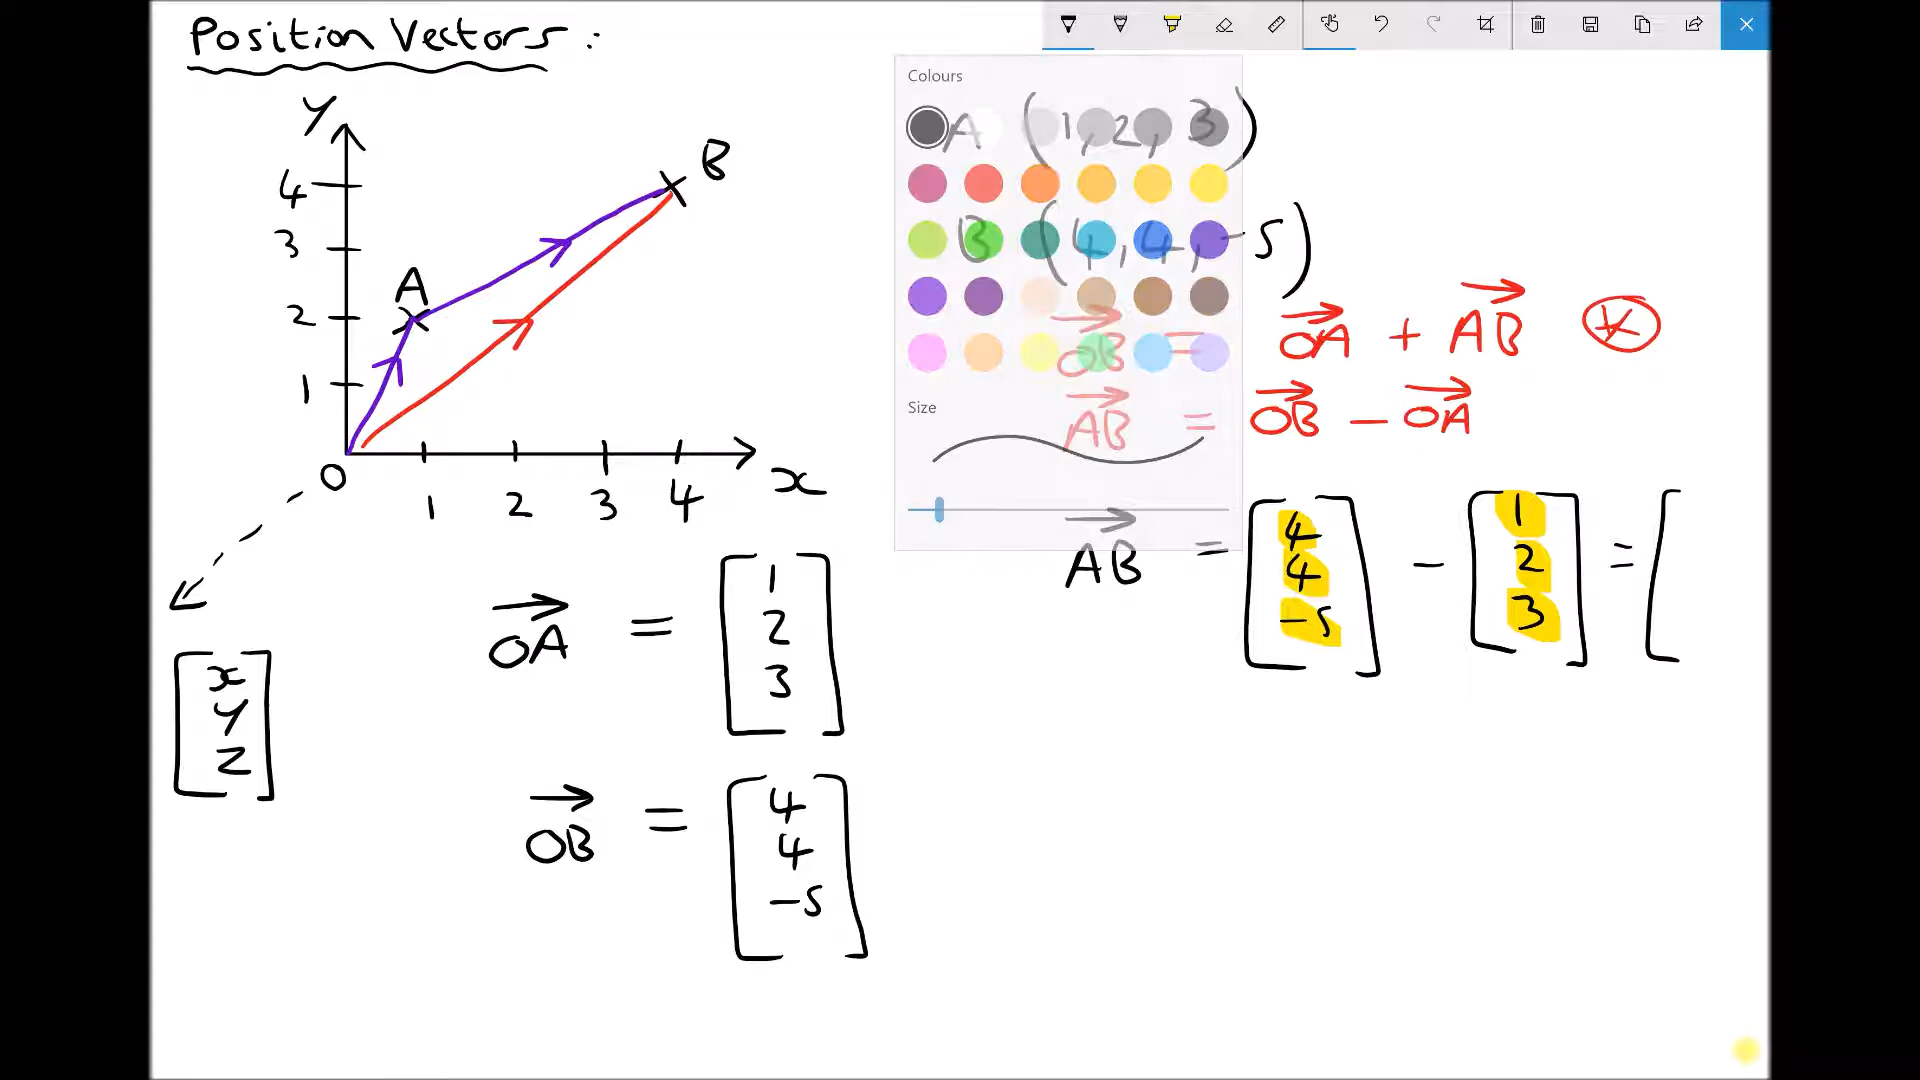 Position Vectors :
Y
4
3
2
1
A
B
O
1 2 3 4
x
x
y
z
OA = [1 2 3]
OB = [4 4 -5]
Colours
A (1, 2, 3)
B (4, 4, -5)
OB = OA + AB *
AB = OB - OA
Size
AB = [4 4 -5] - [1 2 3] = [